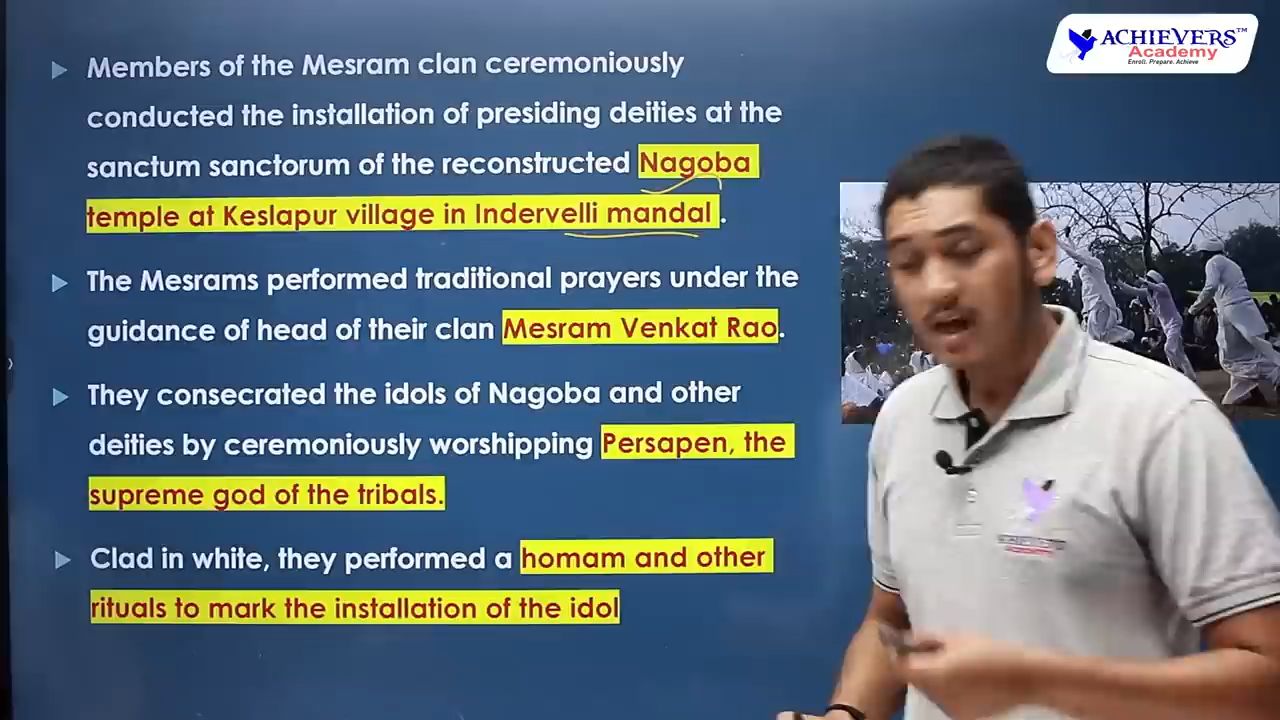 ACHIEVERS™
Academy
Enroll. Prepare. Achieve
Members of the Mesram clan ceremoniously
conducted the installation of presiding deities at the
sanctum sanctorum of the reconstructed Nagoba
temple at Keslapur village in Indervelli mandal .
The Mesrams performed traditional prayers under the
guidance of head of their clan Mesram Venkat Rao.
They consecrated the idols of Nagoba and other
deities by ceremoniously worshipping Persapen, the
supreme god of the tribals.
Clad in white, they performed a homam and other
rituals to mark the installation of the idol